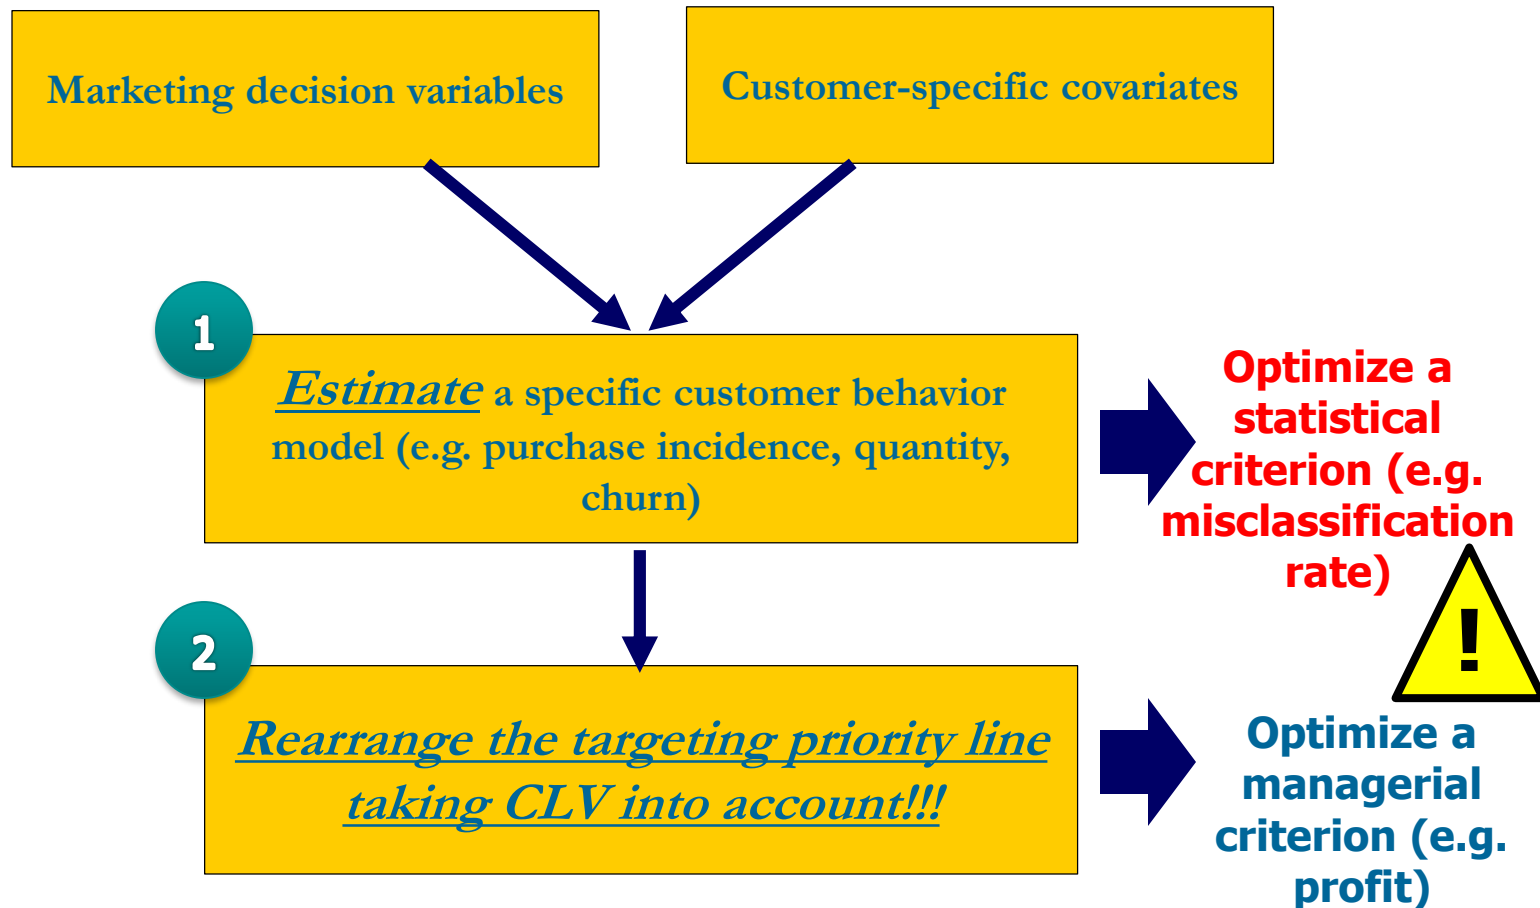 Marketing decision variables
Customer-specific covariates
1
Estimate a specific customer behavior
model (e.g. purchase incidence, quantity,
churn)
Optimize a
statistical
criterion (e.g.
misclassification
rate)
!
2
Rearrange the targeting priority line
taking CLV into account!!!
Optimize a
managerial
criterion (e.g.
profit)